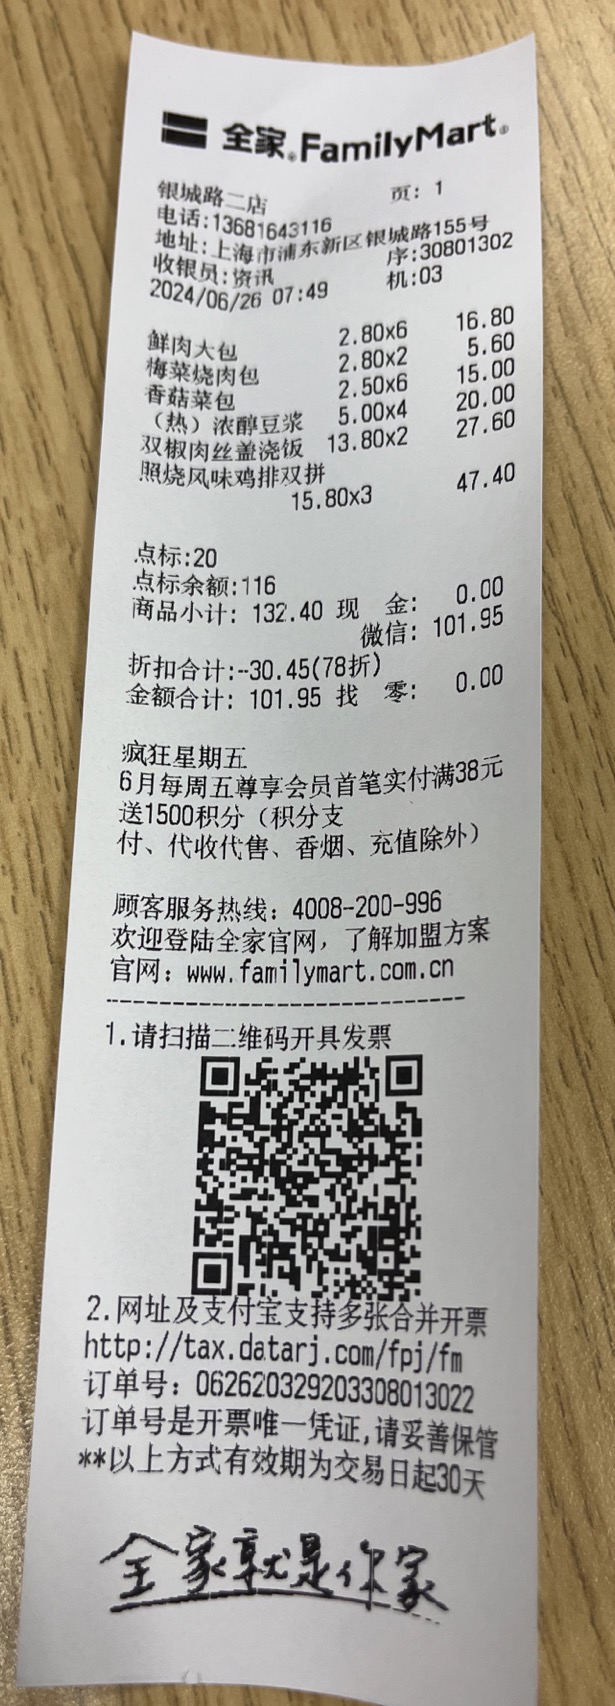 全家 FamilyMart
银城路二店 页: 1
电话:13681643116
地址:上海市浦东新区银城路155号
收银员:资讯 序:30801302
2024/06/26 07:49 机:03
鲜肉大包 2.80x6 16.80
梅菜烧肉包 2.80x2 5.60
香菇菜包 2.50x6 15.00
(热)浓醇豆浆 5.00x4 20.00
双椒肉丝盖浇饭 13.80x2 27.60
照烧风味鸡排双拼
15.80x3 47.40
点标:20
点标余额:116
商品小计: 132.40 现 金: 0.00
微信: 101.95
折扣合计:--30.45(78折)
金额合计: 101.95 找 零: 0.00
疯狂星期五
6月每周五尊享会员首笔实付满38元
送1500积分(积分支
付、代收代售、香烟、充值除外)
顾客服务热线: 4008-200-996
欢迎登陆全家官网,了解加盟方案
官网: www.familymart.com.cn
--------------------------------
1.请扫描二维码开具发票
2.网址及支付宝支持多张合并开票
http://tax.datarj.com/fpj/fm
订单号: 062620329203308013022
订单号是开票唯一凭证,请妥善保管
**以上方式有效期为交易日起30天
全家就是你家